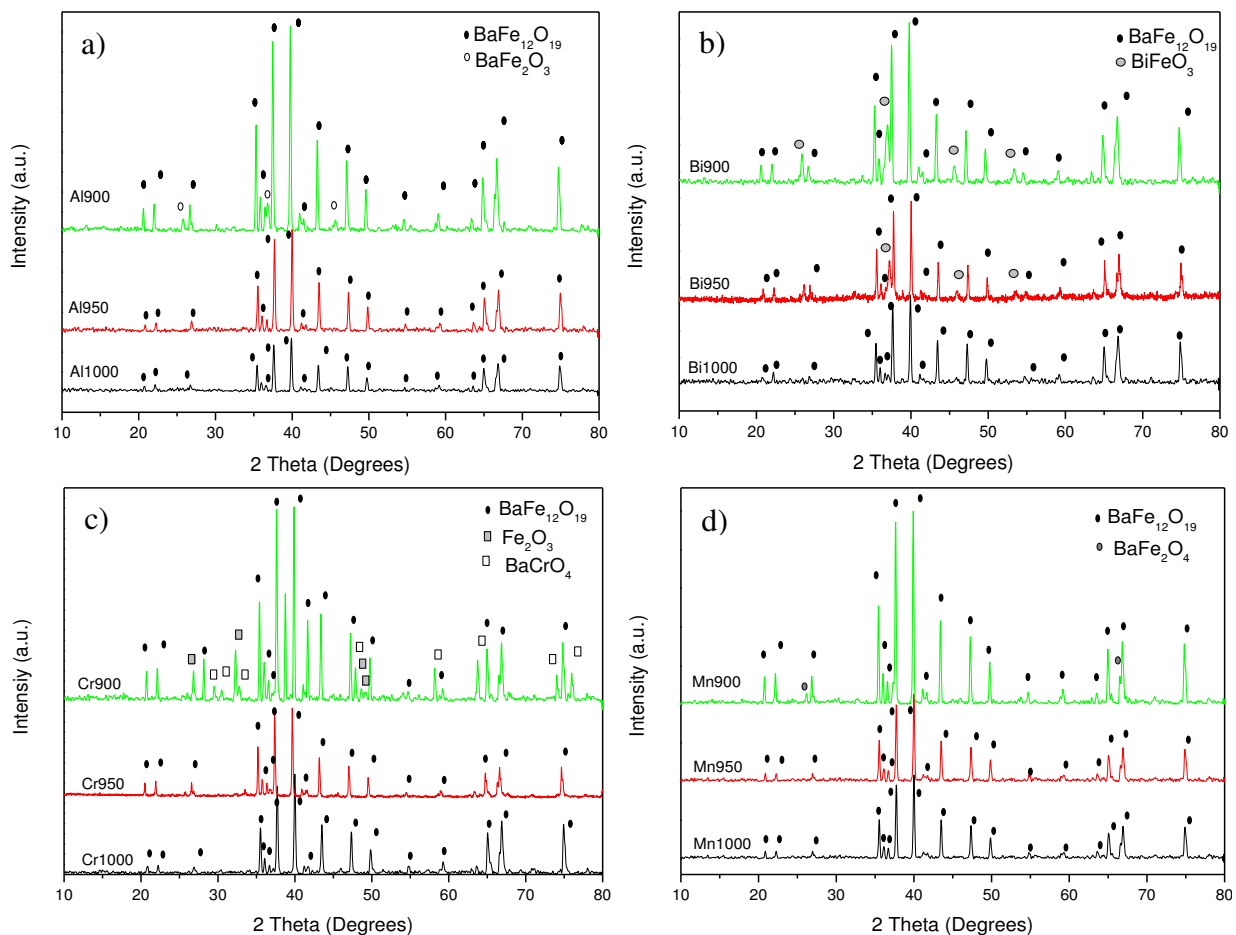 a)
BaFe₁₂O₁₉
BaFe₂O₃
Al900
Al950
Al1000
Intensity (a.u.)
10 20 30 40 50 60 70 80
2 Theta (Degrees)
b)
BaFe₁₂O₁₉
BiFeO₃
Bi900
Bi950
Bi1000
Intensity (a.u.)
10 20 30 40 50 60 70 80
2 Theta (Degrees)
c)
BaFe₁₂O₁₉
Fe₂O₃
BaCrO₄
Cr900
Cr950
Cr1000
Intensiy (a.u.)
10 20 30 40 50 60 70 80
2 Theta (Degrees)
d)
BaFe₁₂O₁₉
BaFe₂O₄
Mn900
Mn950
Mn1000
Intensity (a.u.)
10 20 30 40 50 60 70 80
2 Theta (Degrees)